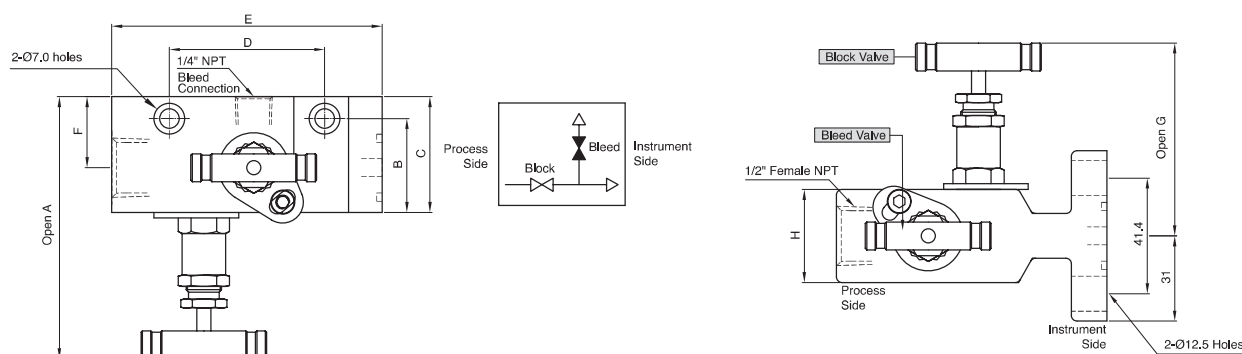 E
D
2-Ø7.0 holes
1/4" NPT
Bleed
Connection
F
B
C
Open A
Process
Side
Block
Bleed
Instrument
Side
Block Valve
Bleed Valve
1/2" Female NPT
H
Process
Side
Open G
41.4
31
Instrument
Side
2-Ø12.5 Holes